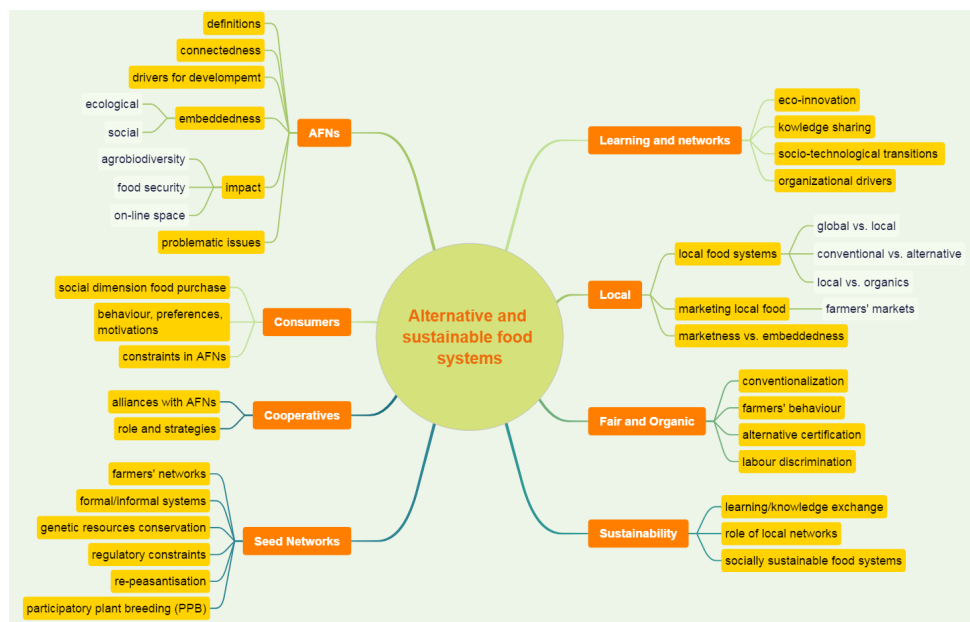 Alternative and
sustainable food
systems
AFNs
definitions
connectedness
drivers for developmemt
embeddedness
ecological
social
impact
agrobiodiversity
food security
on-line space
problematic issues
Consumers
social dimension food purchase
behaviour, preferences,
motivations
constraints in AFNs
Cooperatives
alliances with AFNs
role and strategies
Seed Networks
farmers' networks
formal/informal systems
genetic resources conservation
regulatory constraints
re-peasantisation
participatory plant breeding (PPB)
Learning and networks
eco-innovation
kowledge sharing
socio-technological transitions
organizational drivers
Local
local food systems
global vs. local
conventional vs. alternative
local vs. organics
marketing local food
farmers' markets
marketness vs. embeddedness
Fair and Organic
conventionalization
farmers' behaviour
alternative certification
labour discrimination
Sustainability
learning/knowledge exchange
role of local networks
socially sustainable food systems